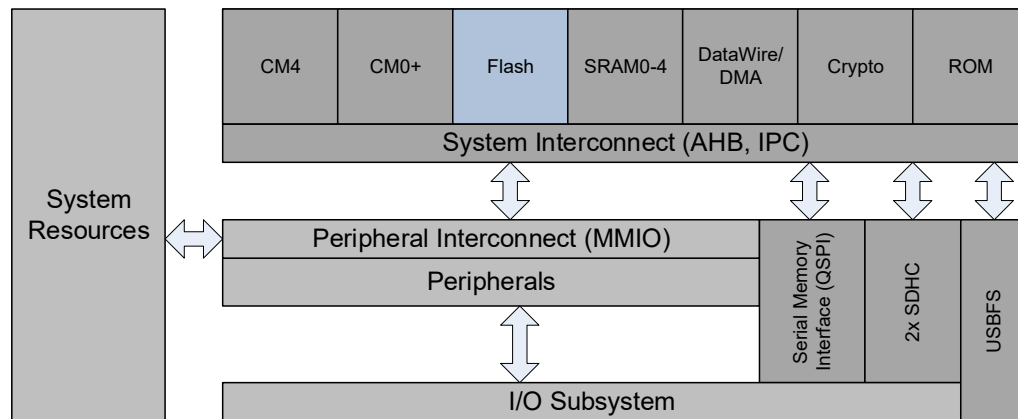 System
Resources
CM4
CM0+
Flash
SRAM0-4
DataWire/
DMA
Crypto
ROM
System Interconnect (AHB, IPC)
Peripheral Interconnect (MMIO)
Peripherals
Serial Memory
Interface (QSPI)
2x SDHC
USBFS
I/O Subsystem